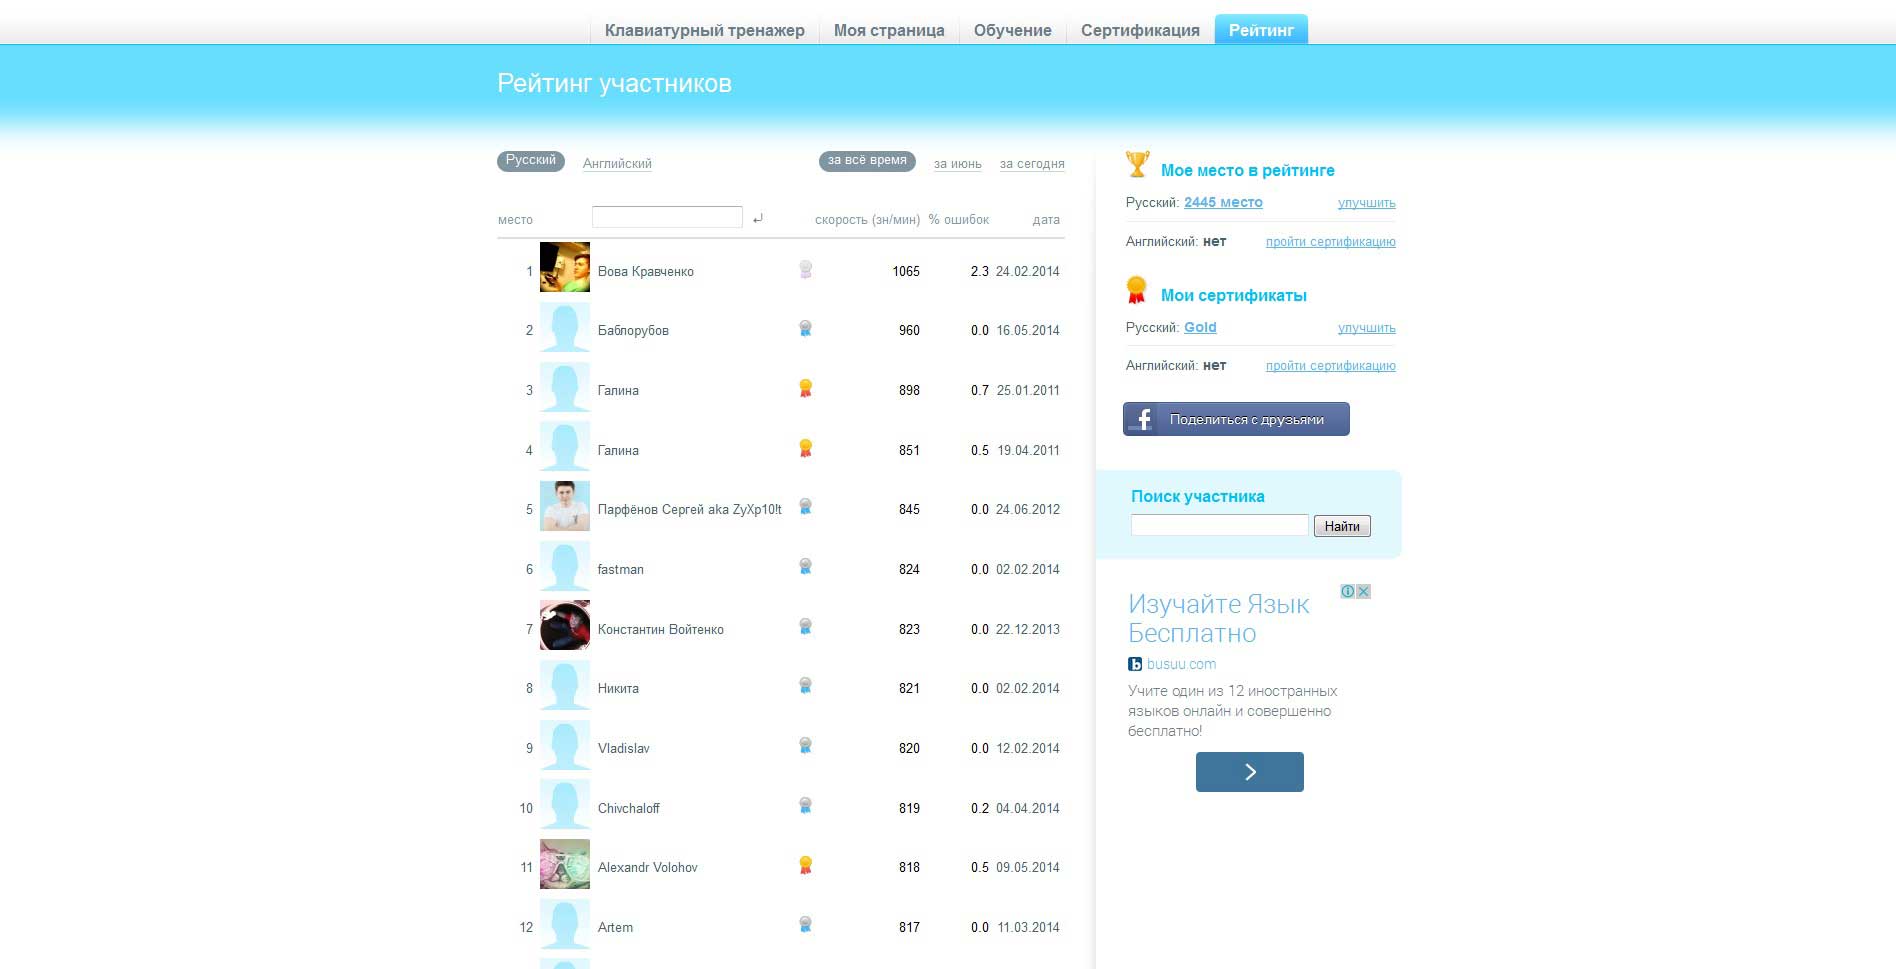 Клавиатурный тренажер Моя страница Обучение Сертификация Рейтинг
Рейтинг участников
Русский Английский за всё время за июнь за сегодня
место скорость (зн/мин) % ошибок дата
1 Вова Кравченко 1065 2.3 24.02.2014
2 Баблорубов 960 0.0 16.05.2014
3 Галина 898 0.7 25.01.2011
4 Галина 851 0.5 19.04.2011
5 Парфёнов Сергей aka ZyXp10!t 845 0.0 24.06.2012
6 fastman 824 0.0 02.02.2014
7 Константин Войтенко 823 0.0 22.12.2013
8 Никита 821 0.0 02.02.2014
9 Vladislav 820 0.0 12.02.2014
10 Chivchaloff 819 0.2 04.04.2014
11 Alexandr Volohov 818 0.5 09.05.2014
12 Artem 817 0.0 11.03.2014
Мое место в рейтинге
Русский: 2445 место улучшить
Английский: нет пройти сертификацию
Мои сертификаты
Русский: Gold улучшить
Английский: нет пройти сертификацию
f Поделиться с друзьями
Поиск участника
Найти
Изучайте Язык
Бесплатно
b busuu.com
Учите один из 12 иностранных
языков онлайн и совершенно
бесплатно!